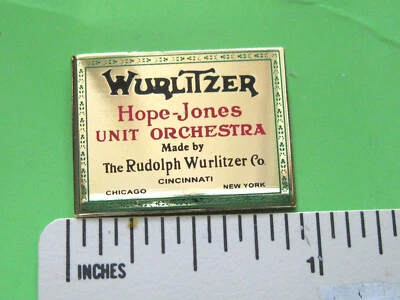 WURLITZER
Hope-Jones
UNIT ORCHESTRA
Made by
The Rudolph Wurlitzer Co.
CINCINNATI
CHICAGO NEW YORK
INCHES 1